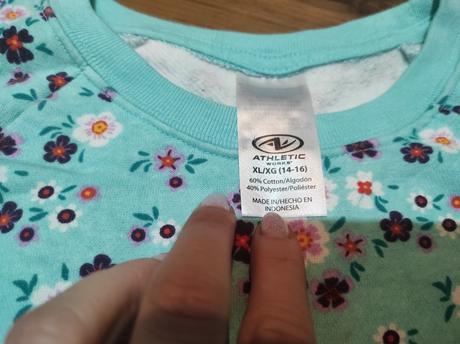 ATHLETIC
WORKS
XL/XG (14-16)
60% Cotton/Algodón
40% Polyester/Poliéster
MADE IN/HECHO EN
INDONESIA